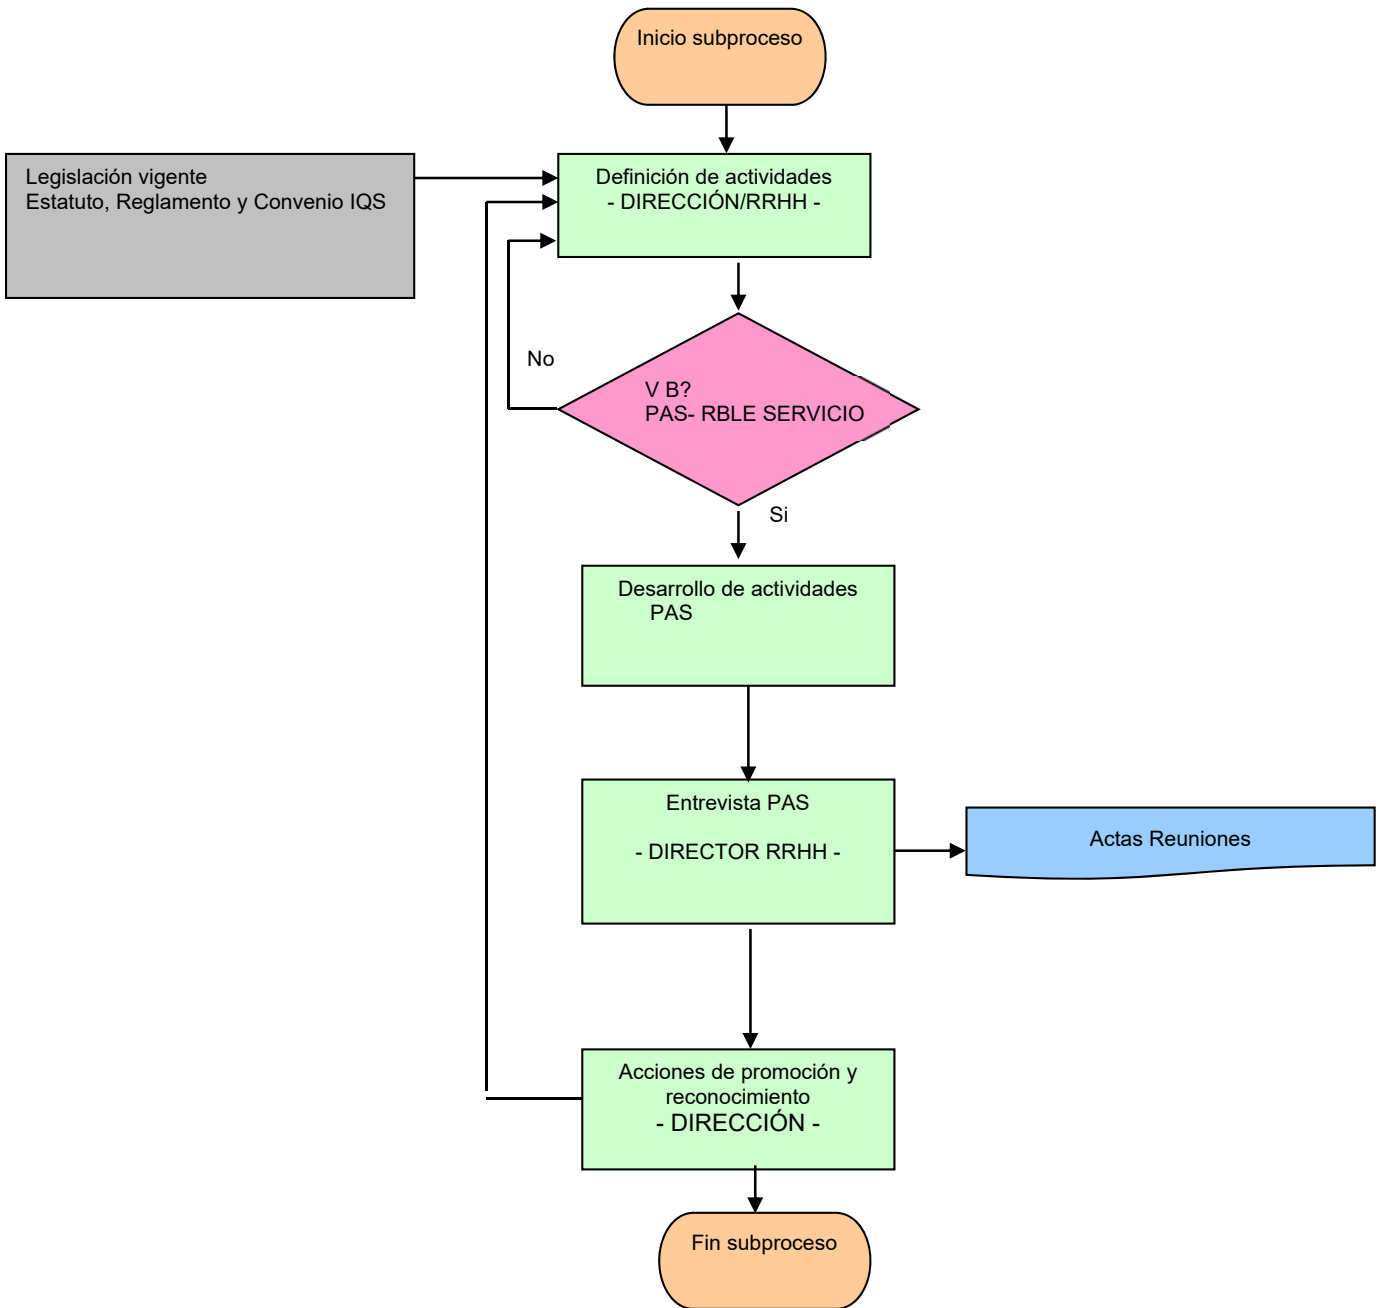 Inicio subproceso
Legislación vigente
Estatuto, Reglamento y Convenio IQS
Definición de actividades
- DIRECCIÓN/RRHH -
No
V B?
PAS- RBLE SERVICIO
Si
Desarrollo de actividades
PAS
Entrevista PAS
- DIRECTOR RRHH -
Actas Reuniones
Acciones de promoción y
reconocimiento
- DIRECCIÓN -
Fin subproceso